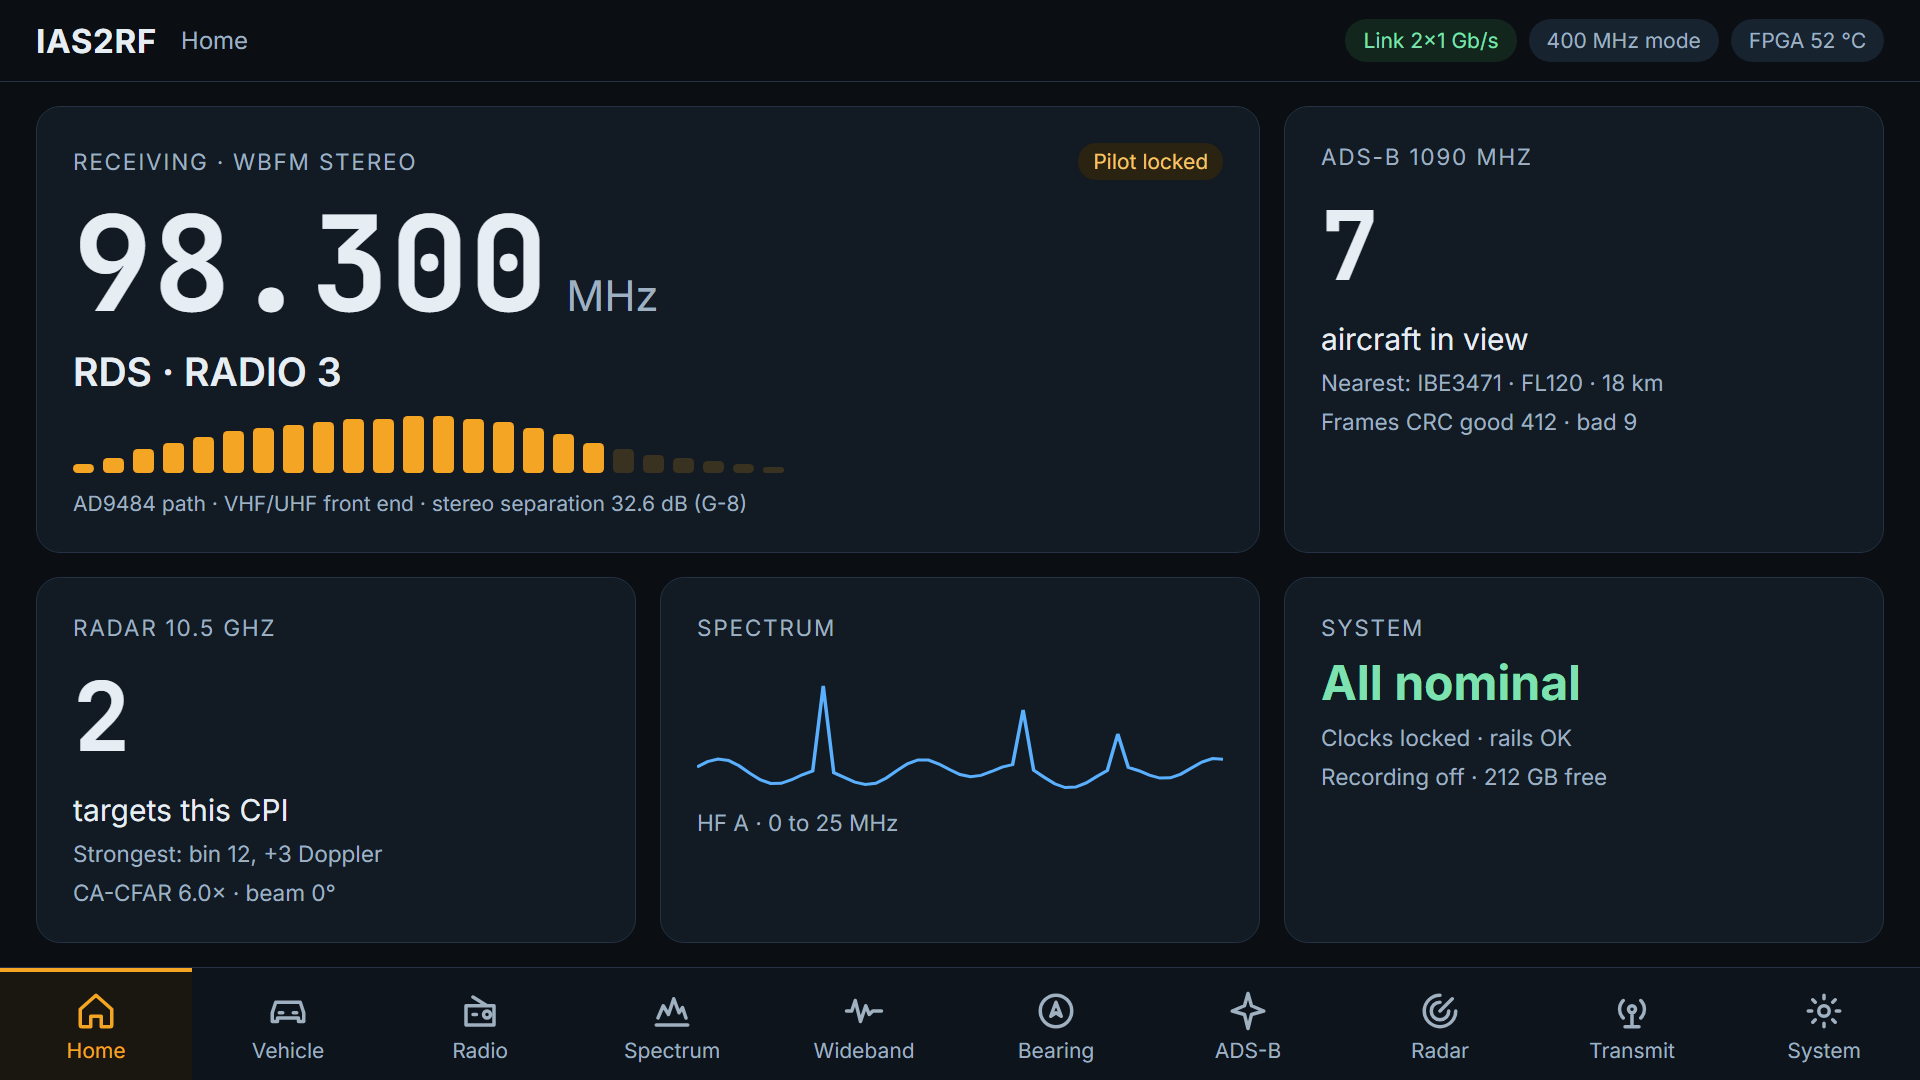 IAS2RF Home
Link 2×1 Gb/s
400 MHz mode
FPGA 52 °C
RECEIVING · WBFM STEREO
Pilot locked
98.300 MHz
RDS · RADIO 3
AD9484 path · VHF/UHF front end · stereo separation 32.6 dB (G-8)
ADS-B 1090 MHZ
7
aircraft in view
Nearest: IBE3471 · FL120 · 18 km
Frames CRC good 412 · bad 9
RADAR 10.5 GHZ
2
targets this CPI
Strongest: bin 12, +3 Doppler
CA-CFAR 6.0× · beam 0°
SPECTRUM
HF A · 0 to 25 MHz
SYSTEM
All nominal
Clocks locked · rails OK
Recording off · 212 GB free
Home
Vehicle
Radio
Spectrum
Wideband
Bearing
ADS-B
Radar
Transmit
System